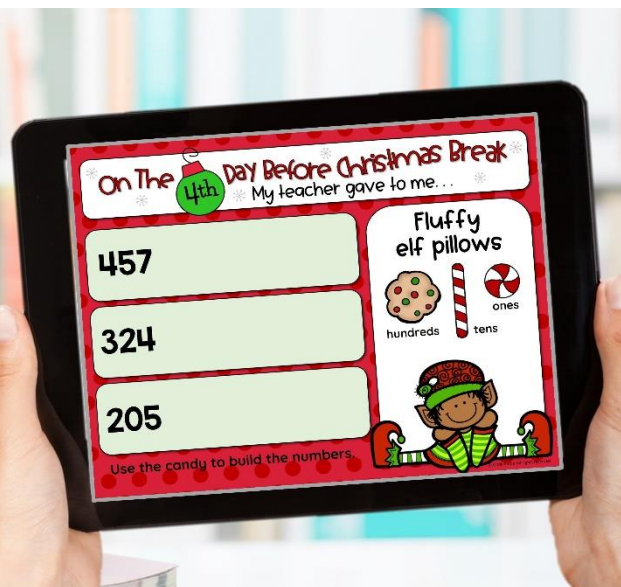 On The 4th Day Before Christmas Break
My teacher gave to me...
457
324
205
Use the candy to build the numbers.
Fluffy
elf pillows
hundreds
tens
ones